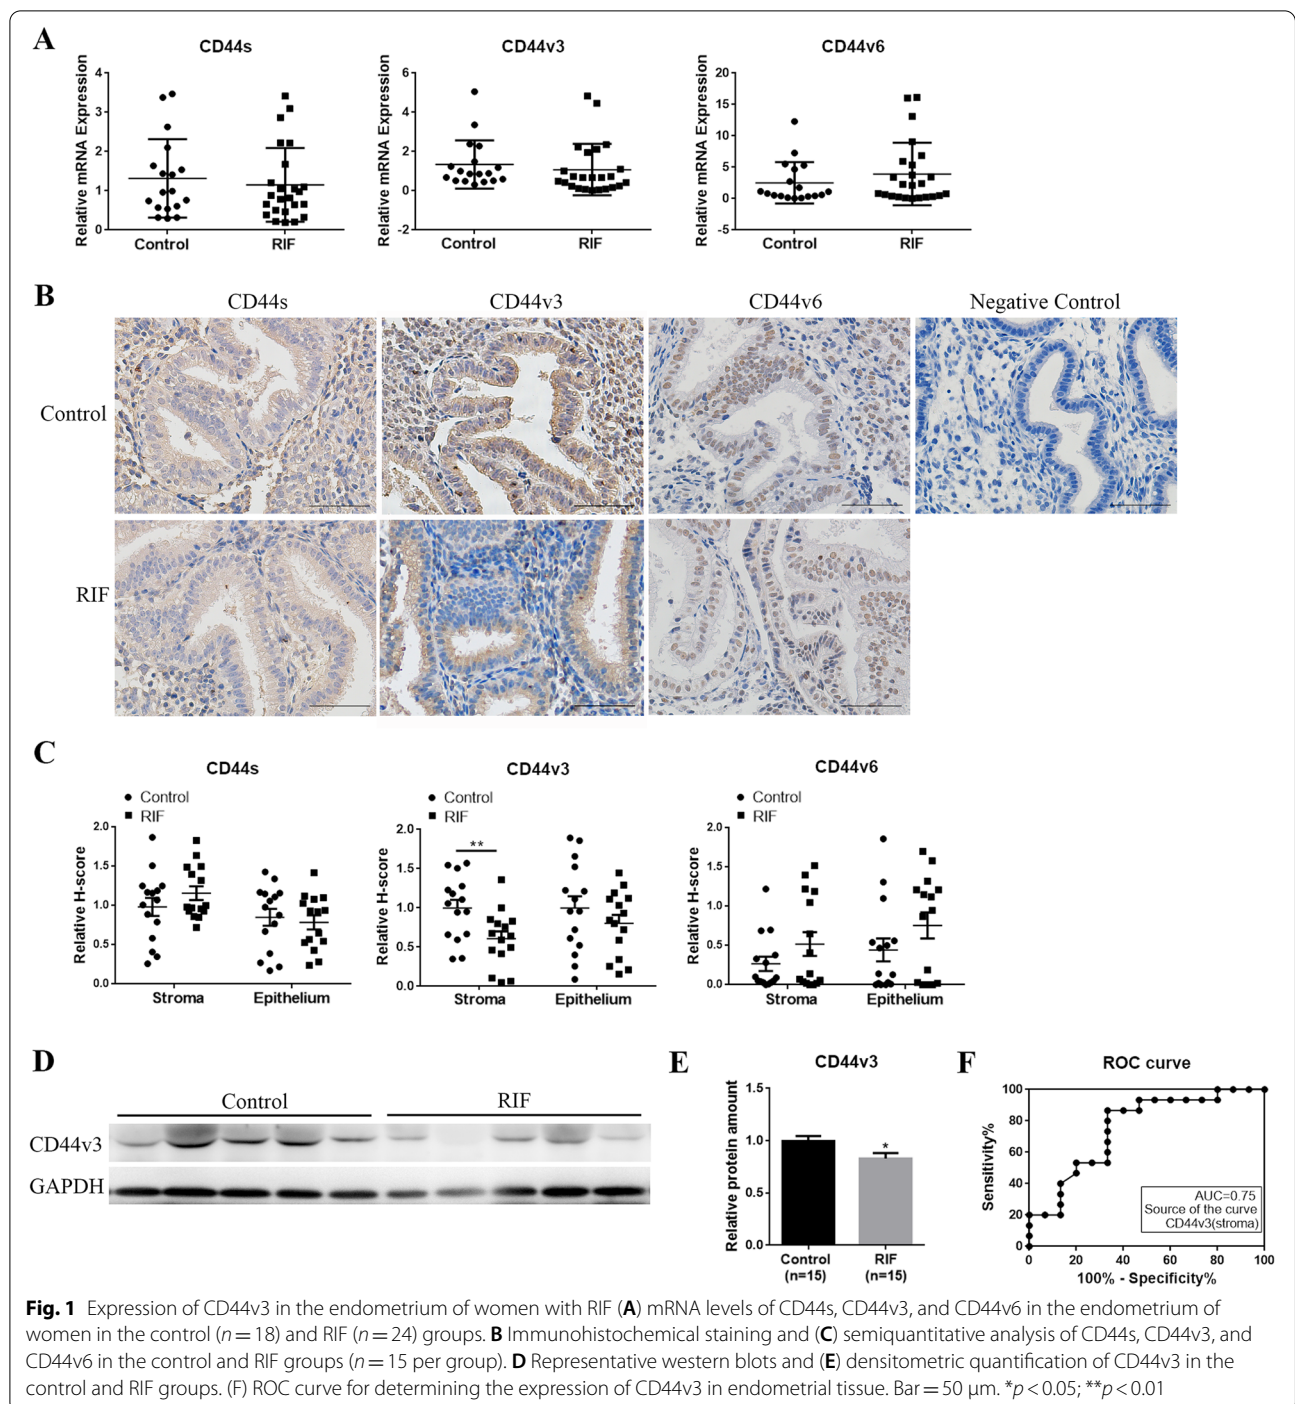 A
CD44s
Relative mRNA Expression
4
3
2
1
0
Control
RIF
CD44v3
Relative mRNA Expression
6
4
2
0
-2
Control
RIF
CD44v6
Relative mRNA Expression
20
15
10
5
0
-5
Control
RIF
B
CD44s
CD44v3
CD44v6
Negative Control
Control
RIF
C
CD44s
Control
RIF
Relative H-score
2.0
1.5
1.0
0.5
0.0
Stroma
Epithelium
CD44v3
Control
RIF
Relative H-score
2.0
1.5
1.0
0.5
0.0
**
Stroma
Epithelium
CD44v6
Control
RIF
Relative H-score
2.0
1.5
1.0
0.5
0.0
Stroma
Epithelium
D
Control
RIF
CD44v3
GAPDH
E
CD44v3
Relative protein amount
1.5
1.0
0.5
0.0
*
Control
(n=15)
RIF
(n=15)
F
ROC curve
Sensitivity%
100
80
60
40
20
0
AUC=0.75
Source of the curve
CD44v3(stroma)
0 20 40 60 80 100
100% - Specificity%
Fig. 1 Expression of CD44v3 in the endometrium of women with RIF (A) mRNA levels of CD44s, CD44v3, and CD44v6 in the endometrium of
women in the control (n = 18) and RIF (n = 24) groups. B Immunohistochemical staining and (C) semiquantitative analysis of CD44s, CD44v3, and
CD44v6 in the control and RIF groups (n = 15 per group). D Representative western blots and (E) densitometric quantification of CD44v3 in the
control and RIF groups. (F) ROC curve for determining the expression of CD44v3 in endometrial tissue. Bar = 50 μm. *p < 0.05; **p < 0.01